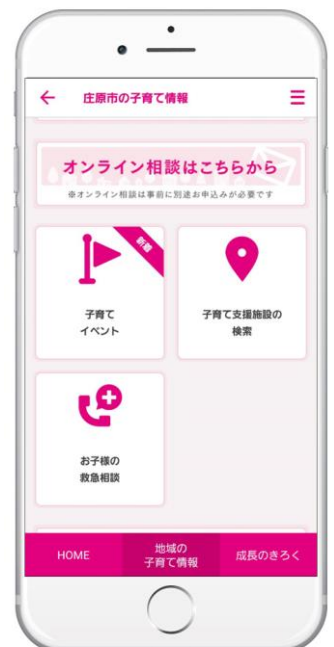 庄原市の子育て情報
オンライン相談はこちらから
※オンライン相談は事前に別途お申込みが必要です
新着
子育て
イベント
子育て支援施設の
検索
お子様の
救急相談
HOME
地域の
子育て情報
成長のきろく